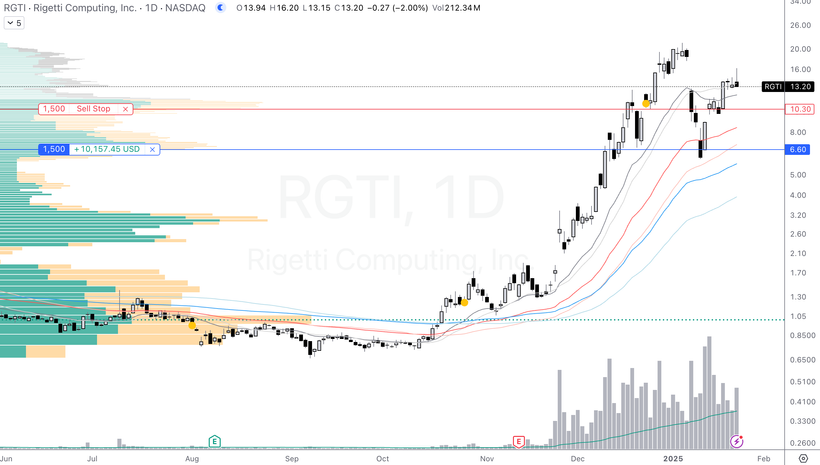 RGTI · Rigetti Computing, Inc. · 1D · NASDAQ O13.94 H16.20 L13.15 C13.20 −0.27 (−2.00%) Vol212.34M
5
34.00
26.00
20.00
16.00
RGTI 13.20
1,500 Sell Stop × 10.30
8.00
1,500 +10,157.45 USD × 6.60
5.00
4.00
3.20
2.60
2.10
1.70
1.30
1.05
0.8500
0.6500
0.5100
0.4100
0.3300
0.2600
RGTI, 1D
Rigetti Computing, Inc
E E
Jun Jul Aug Sep Oct Nov Dec 2025 Feb